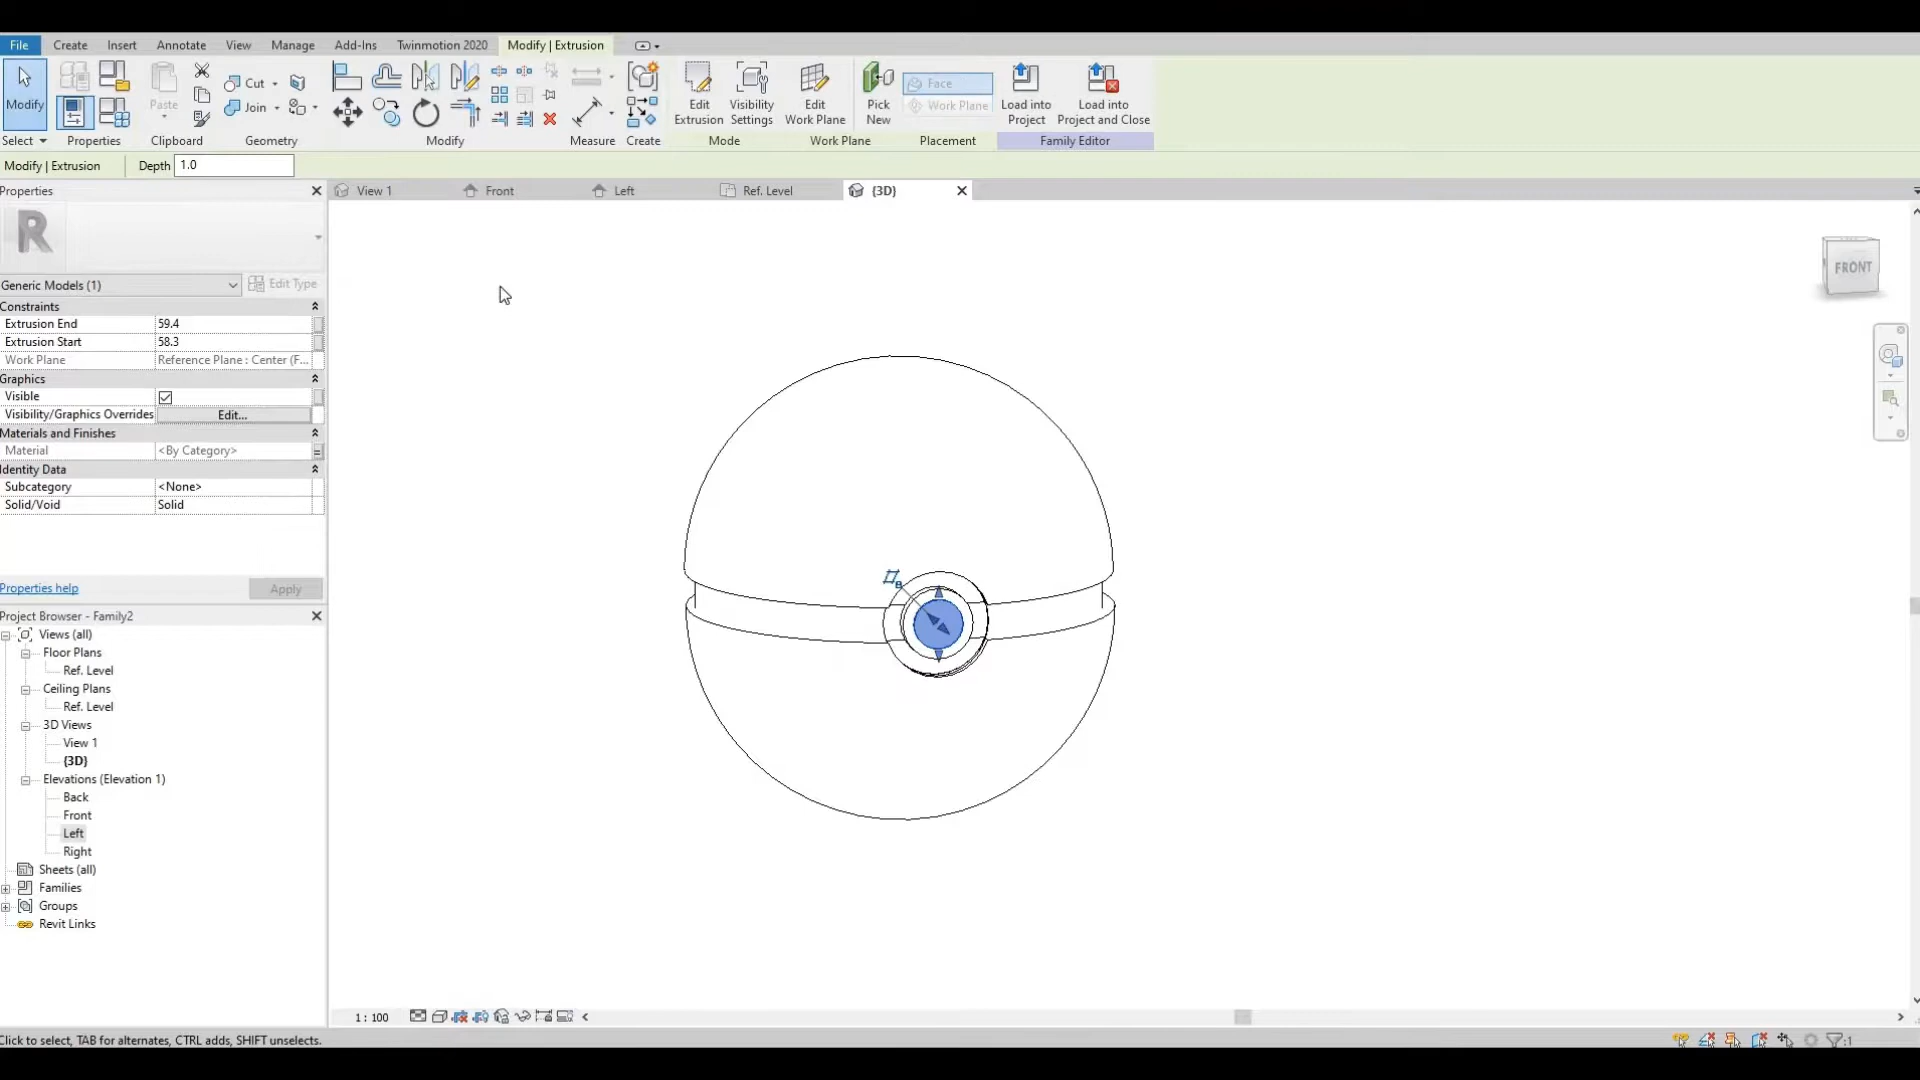 File Create Insert Annotate View Manage Add-Ins Twinmotion 2020 Modify | Extrusion
Modify Paste Cut Join Edit Extrusion Visibility Settings Edit Work Plane Pick New Face Work Plane Load into Project Load into Project and Close
Select Properties Clipboard Geometry Modify Measure Create Mode Work Plane Placement Family Editor
Modify | Extrusion Depth 1.0
Properties View 1 Front Left Ref. Level {3D}
R
FRONT
Generic Models (1) Edit Type
Constraints
Extrusion End 59.4
Extrusion Start 58.3
Work Plane Reference Plane : Center (F...
Graphics
Visible
Visibility/Graphics Overrides Edit...
Materials and Finishes
Material <By Category>
Identity Data
Subcategory <None>
Solid/Void Solid
Properties help Apply
Project Browser - Family2
Views (all)
Floor Plans
Ref. Level
Ceiling Plans
Ref. Level
3D Views
View 1
{3D}
Elevations (Elevation 1)
Back
Front
Left
Right
Sheets (all)
Families
Groups
Revit Links
1 : 100
Click to select, TAB for alternates, CTRL adds, SHIFT unselects. :1